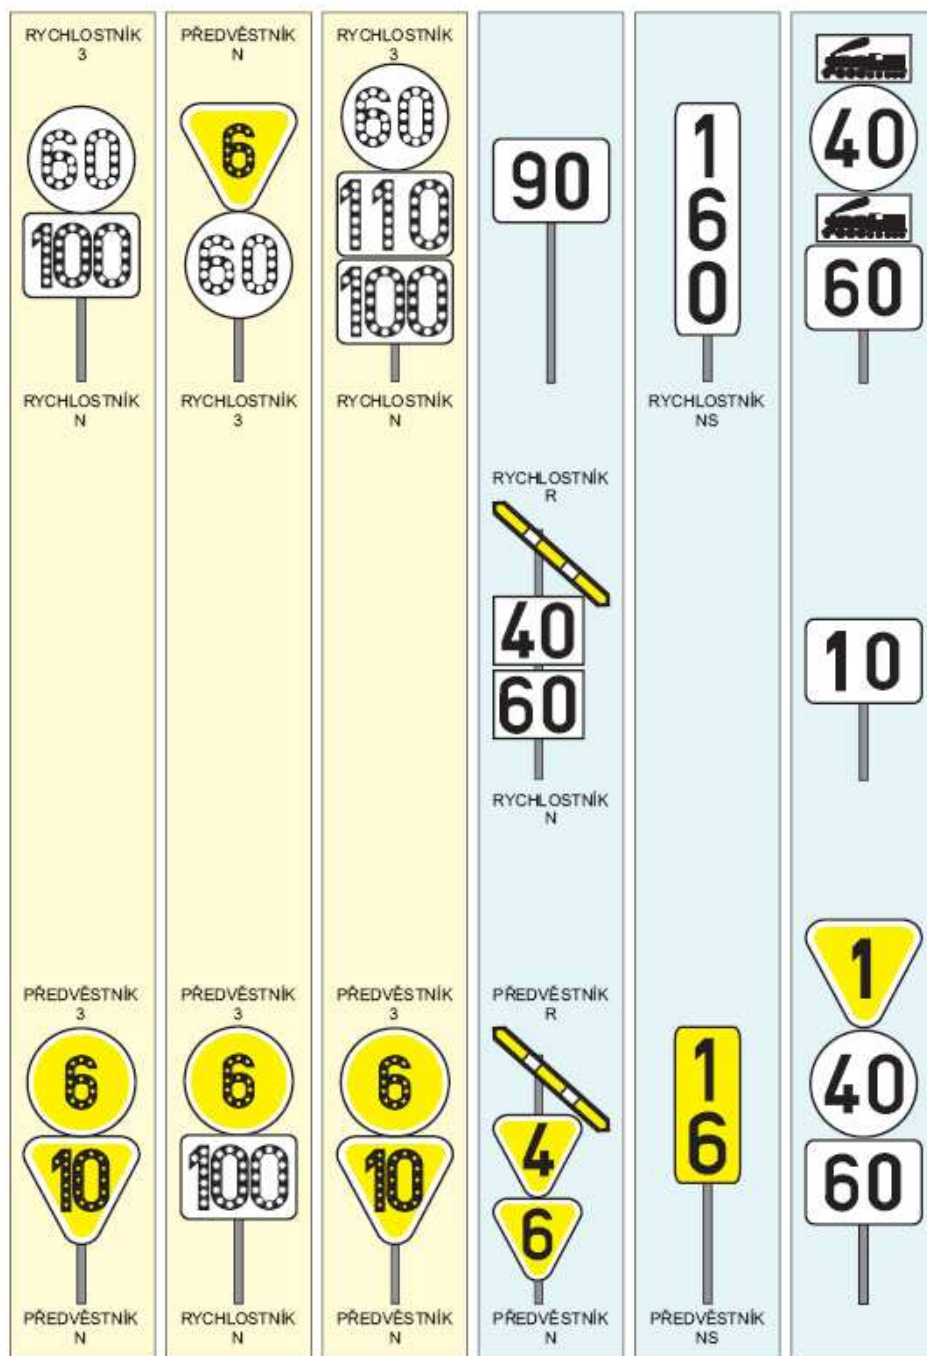 RYCHLOSTNÍK
3
60
100
RYCHLOSTNÍK
N
PŘEDVĚSTNÍK
3
6
10
PŘEDVĚSTNÍK
N
PŘEDVĚSTNÍK
N
6
60
RYCHLOSTNÍK
3
PŘEDVĚSTNÍK
3
6
100
RYCHLOSTNÍK
N
RYCHLOSTNÍK
3
60
110
100
RYCHLOSTNÍK
N
PŘEDVĚSTNÍK
3
6
10
PŘEDVĚSTNÍK
N
90
RYCHLOSTNÍK
R
40
60
RYCHLOSTNÍK
N
PŘEDVĚSTNÍK
R
4
6
PŘEDVĚSTNÍK
N
1
6
0
RYCHLOSTNÍK
NS
1
6
PŘEDVĚSTNÍK
NS
40
60
10
1
40
60